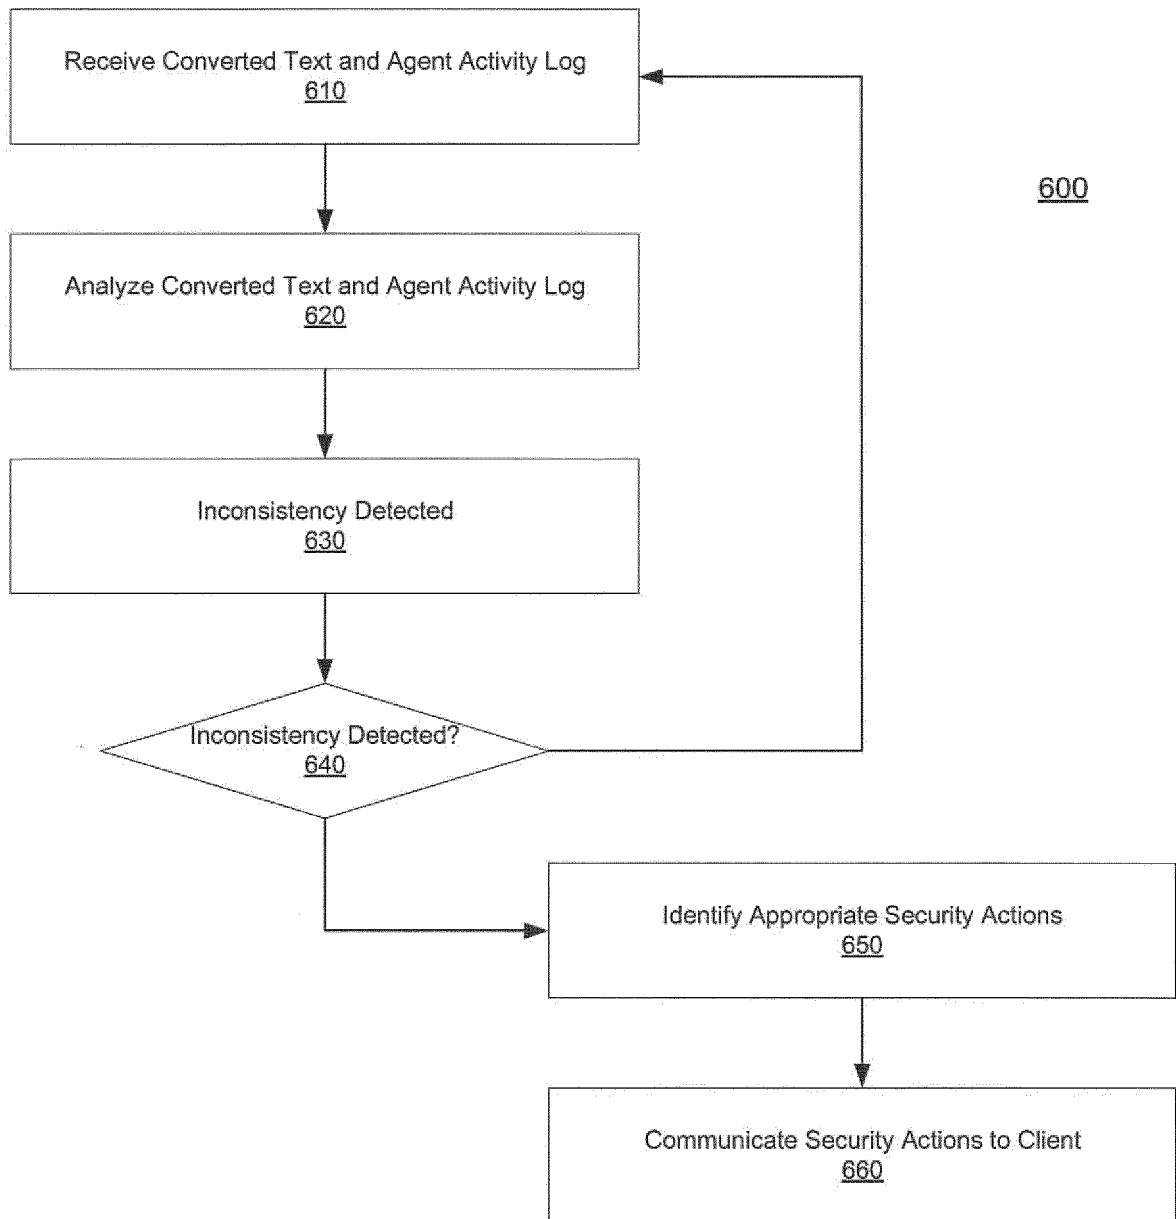 Receive Converted Text and Agent Activity Log
610
600
Analyze Converted Text and Agent Activity Log
620
Inconsistency Detected
630
Inconsistency Detected?
640
Identify Appropriate Security Actions
650
Communicate Security Actions to Client
660